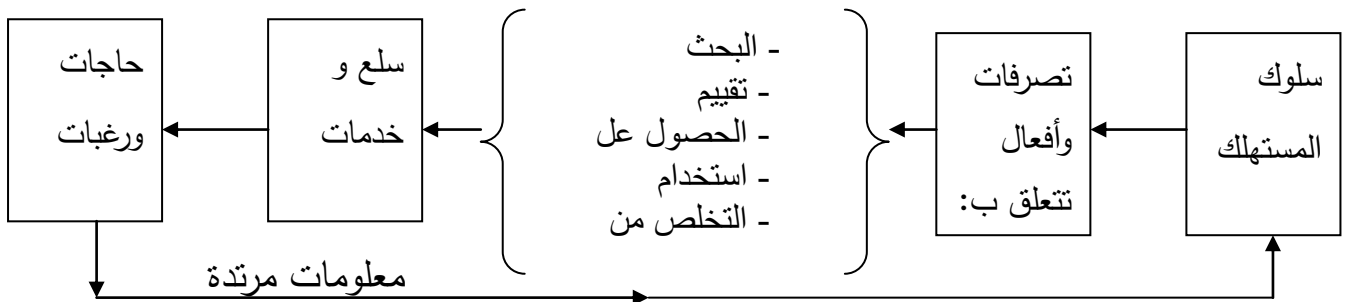 سلوك
المستهلك
تصرفات
وأفعال
تتعلق ب:
- البحث
- تقييم
- الحصول عل
- استخدام
- التخلص من
سلع و
خدمات
حاجات
ورغبات
معلومات مرتدة